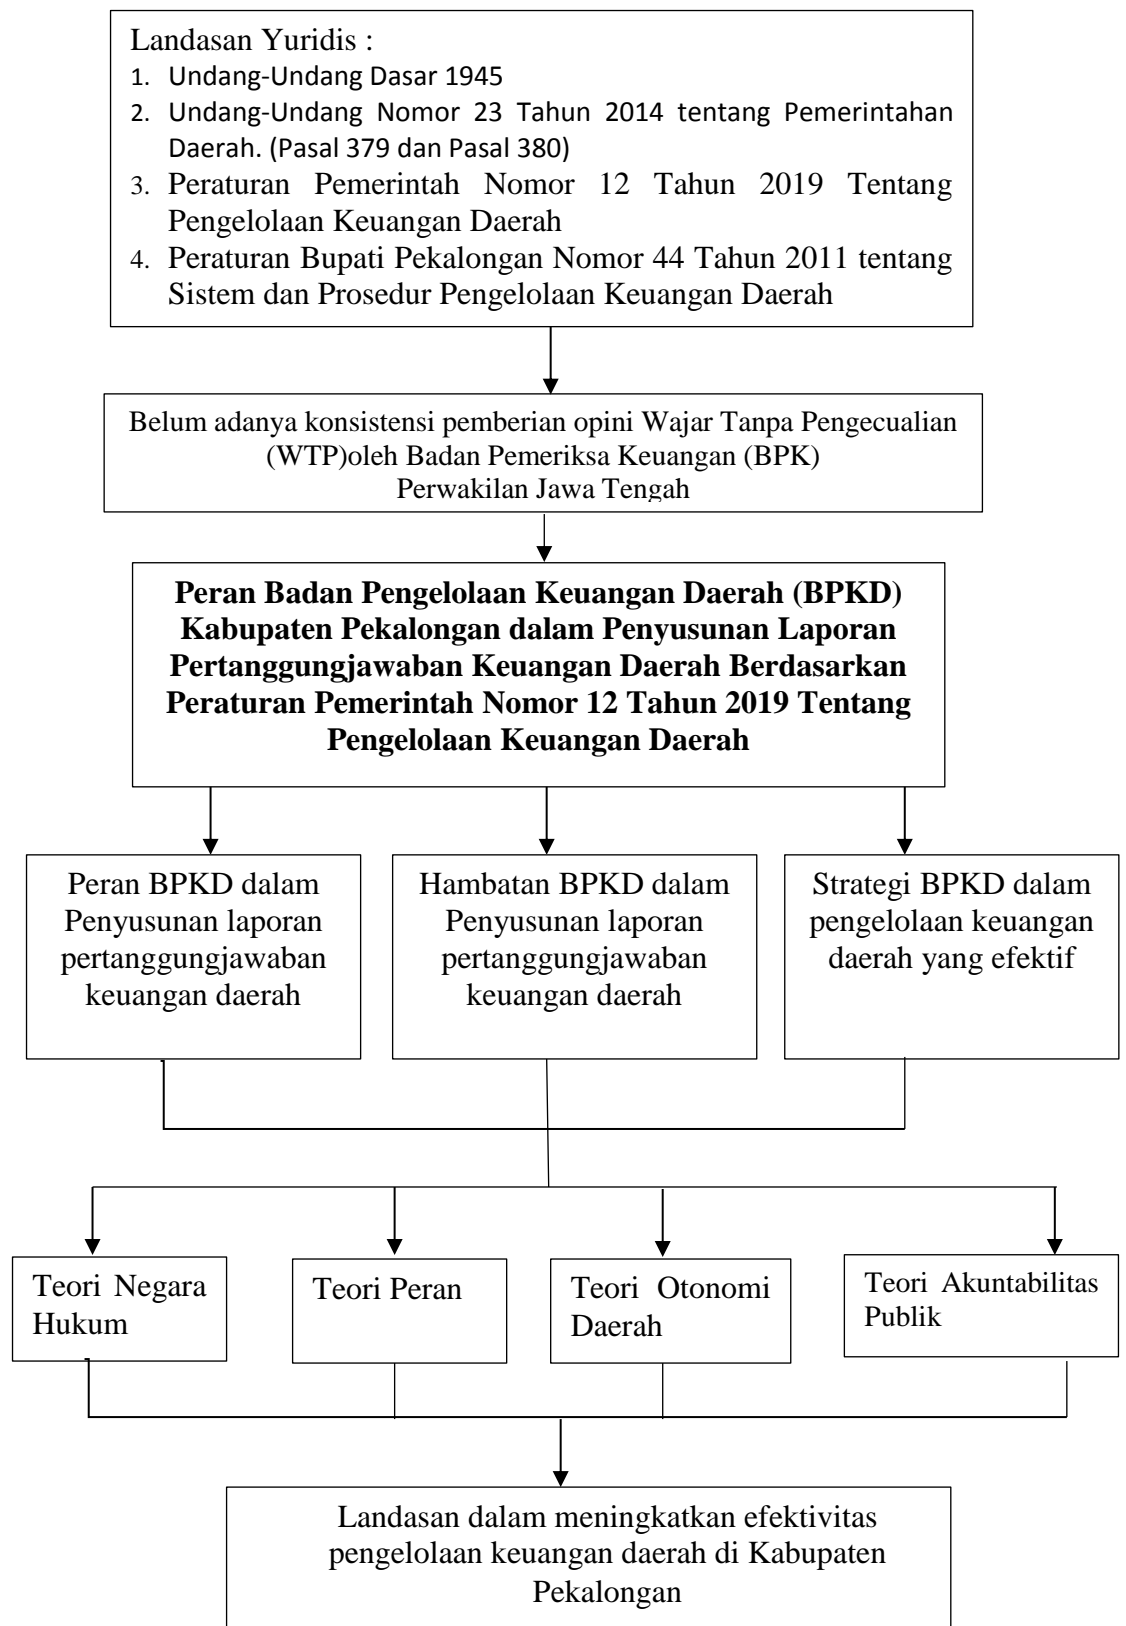 Landasan Yuridis :
1. Undang-Undang Dasar 1945
2. Undang-Undang Nomor 23 Tahun 2014 tentang Pemerintahan
Daerah. (Pasal 379 dan Pasal 380)
3. Peraturan Pemerintah Nomor 12 Tahun 2019 Tentang
Pengelolaan Keuangan Daerah
4. Peraturan Bupati Pekalongan Nomor 44 Tahun 2011 tentang
Sistem dan Prosedur Pengelolaan Keuangan Daerah
Belum adanya konsistensi pemberian opini Wajar Tanpa Pengecualian
(WTP)oleh Badan Pemeriksa Keuangan (BPK)
Perwakilan Jawa Tengah
Peran Badan Pengelolaan Keuangan Daerah (BPKD)
Kabupaten Pekalongan dalam Penyusunan Laporan
Pertanggungjawaban Keuangan Daerah Berdasarkan
Peraturan Pemerintah Nomor 12 Tahun 2019 Tentang
Pengelolaan Keuangan Daerah
Peran BPKD dalam
Penyusunan laporan
pertanggungjawaban
keuangan daerah
Hambatan BPKD dalam
Penyusunan laporan
pertanggungjawaban
keuangan daerah
Strategi BPKD dalam
pengelolaan keuangan
daerah yang efektif
Teori Negara
Hukum
Teori Peran
Teori Otonomi
Daerah
Teori Akuntabilitas
Publik
Landasan dalam meningkatkan efektivitas
pengelolaan keuangan daerah di Kabupaten
Pekalongan